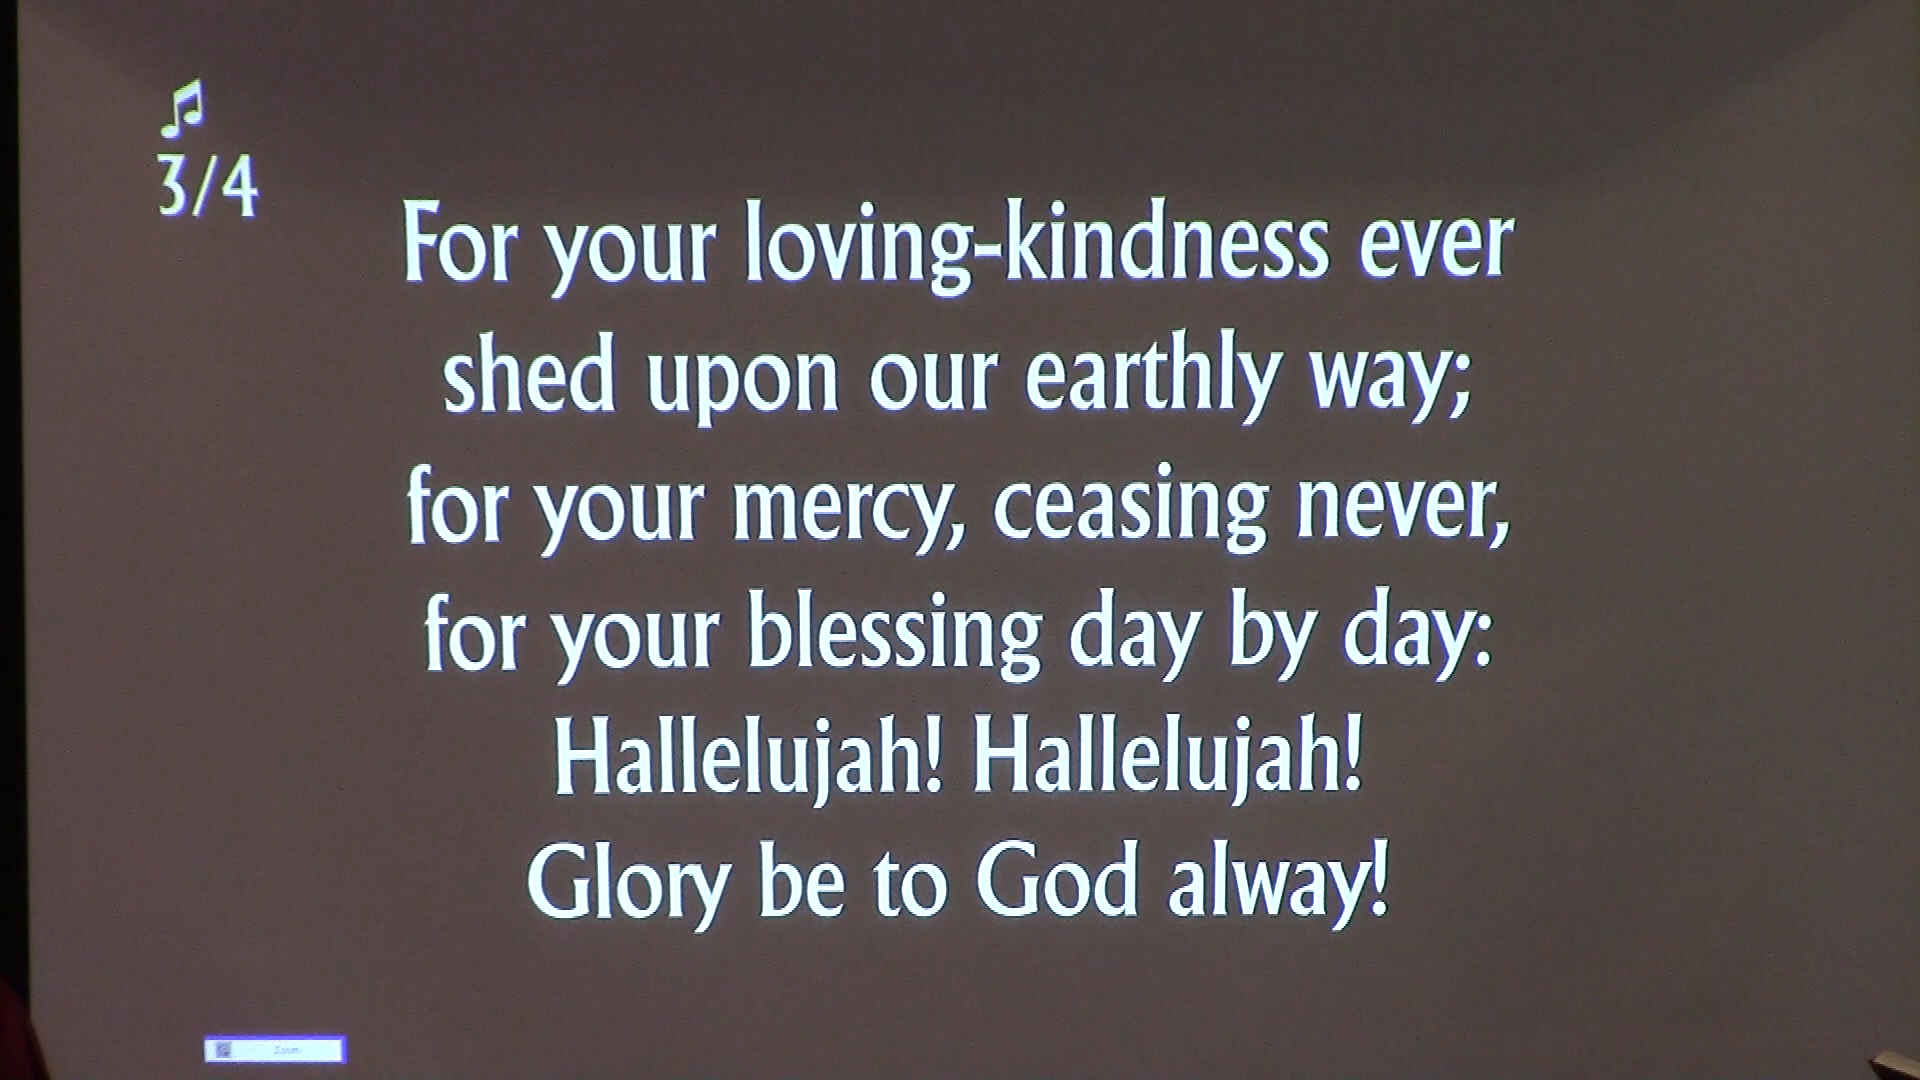 3/4
For your loving-kindness ever
shed upon our earthly way;
for your mercy, ceasing never,
for your blessing day by day:
Hallelujah! Hallelujah!
Glory be to God alway!
Zoom